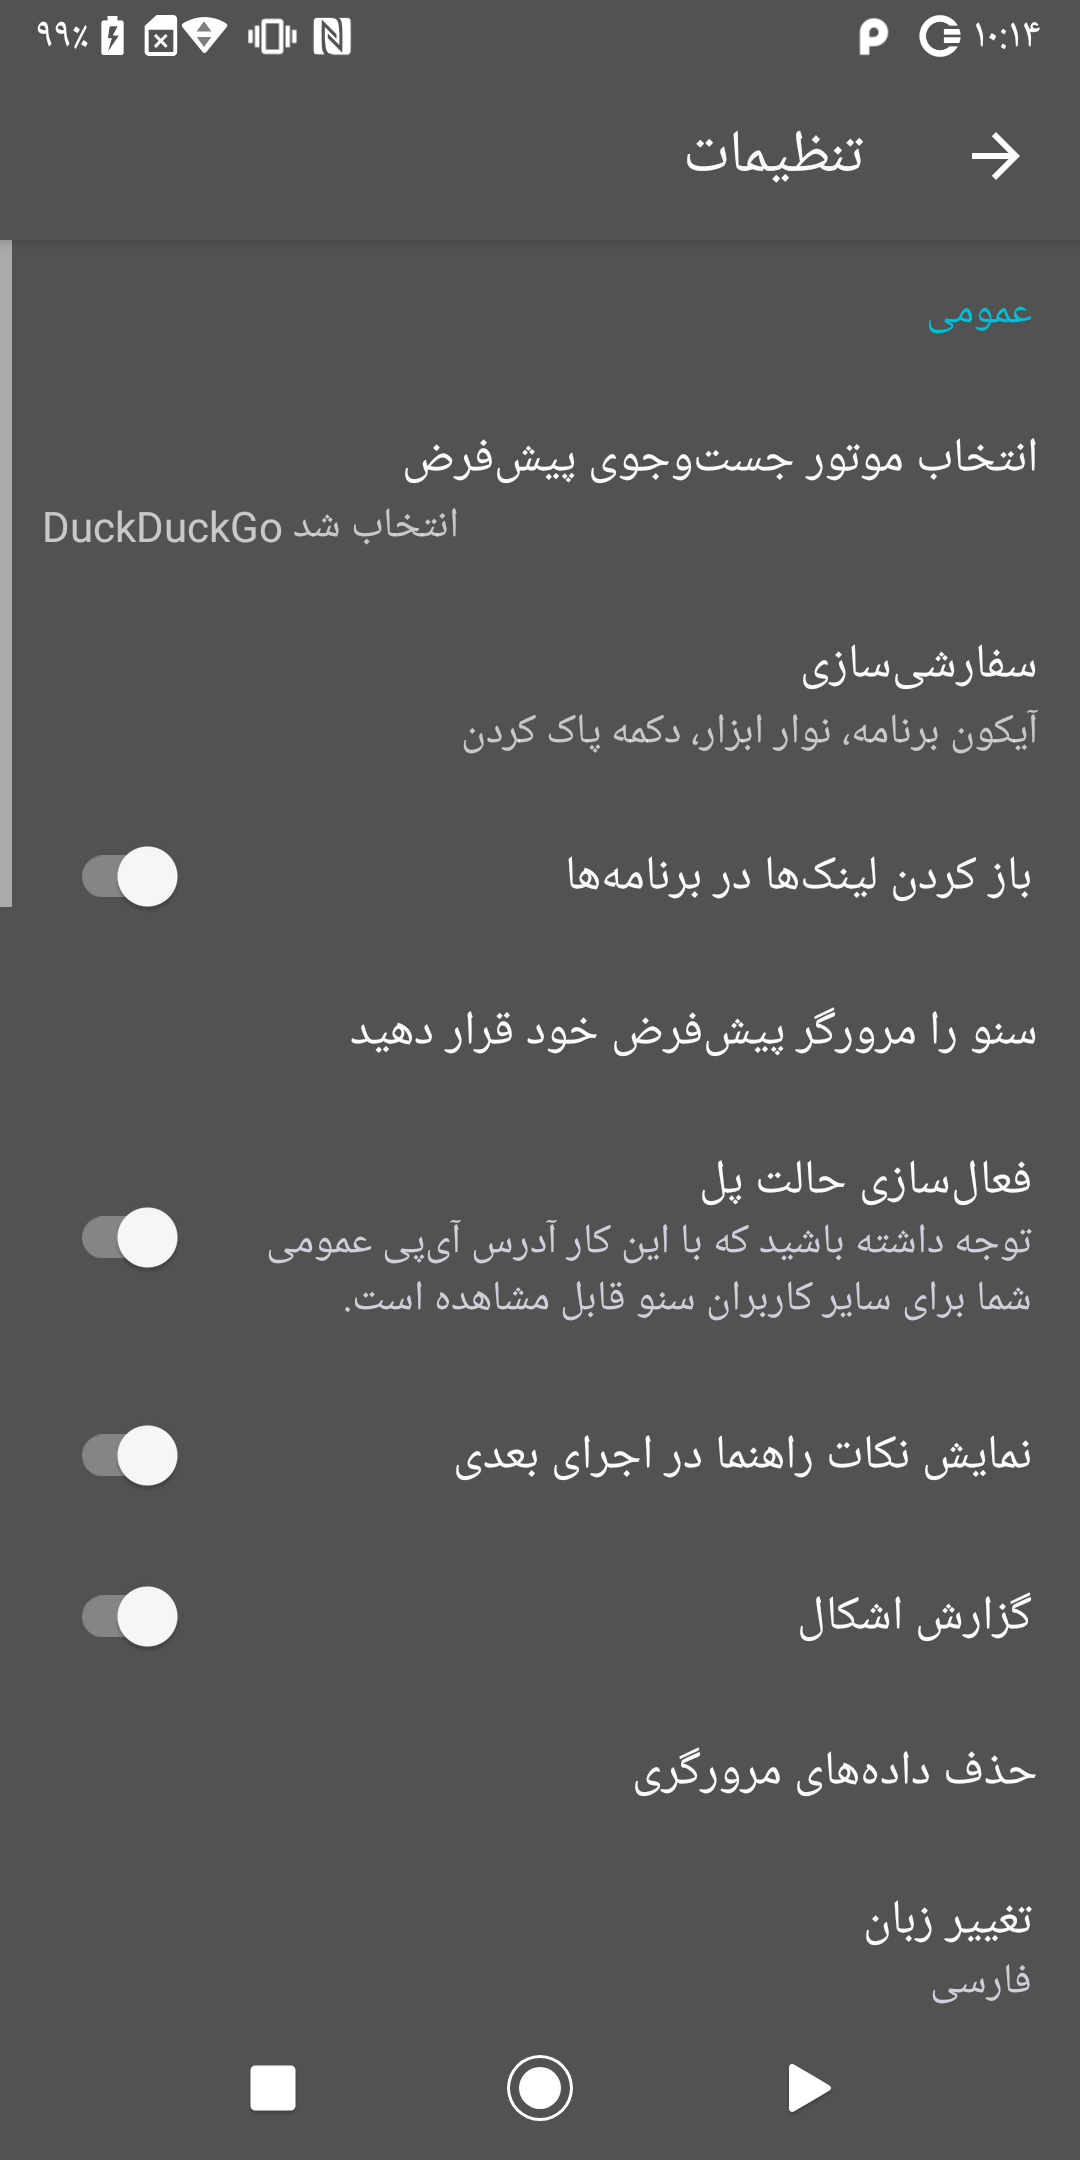 ۹۹٪ ۱۰:۱۴
تنظیمات
عمومی
انتخاب موتور جست‌وجوی پیش‌فرض
انتخاب شد DuckDuckGo
سفارشی‌سازی
آیکون برنامه، نوار ابزار، دکمه پاک کردن
باز کردن لینک‌ها در برنامه‌ها
سنو را مرورگر پیش‌فرض خود قرار دهید
فعال‌سازی حالت پل
توجه داشته باشید که با این کار آدرس آی‌پی عمومی
شما برای سایر کاربران سنو قابل مشاهده است.
نمایش نکات راهنما در اجرای بعدی
گزارش اشکال
حذف داده‌های مرورگری
تغییر زبان
فارسی